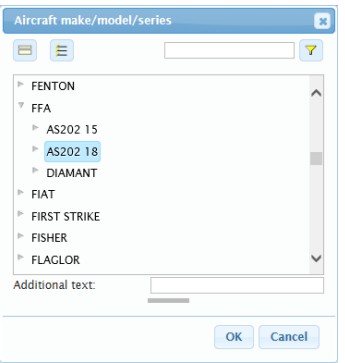 Aircraft make/model/series
FENTON
FFA
AS202 15
AS202 18
DIAMANT
FIAT
FIRST STRIKE
FISHER
FLAGLOR
Additional text:
OK Cancel